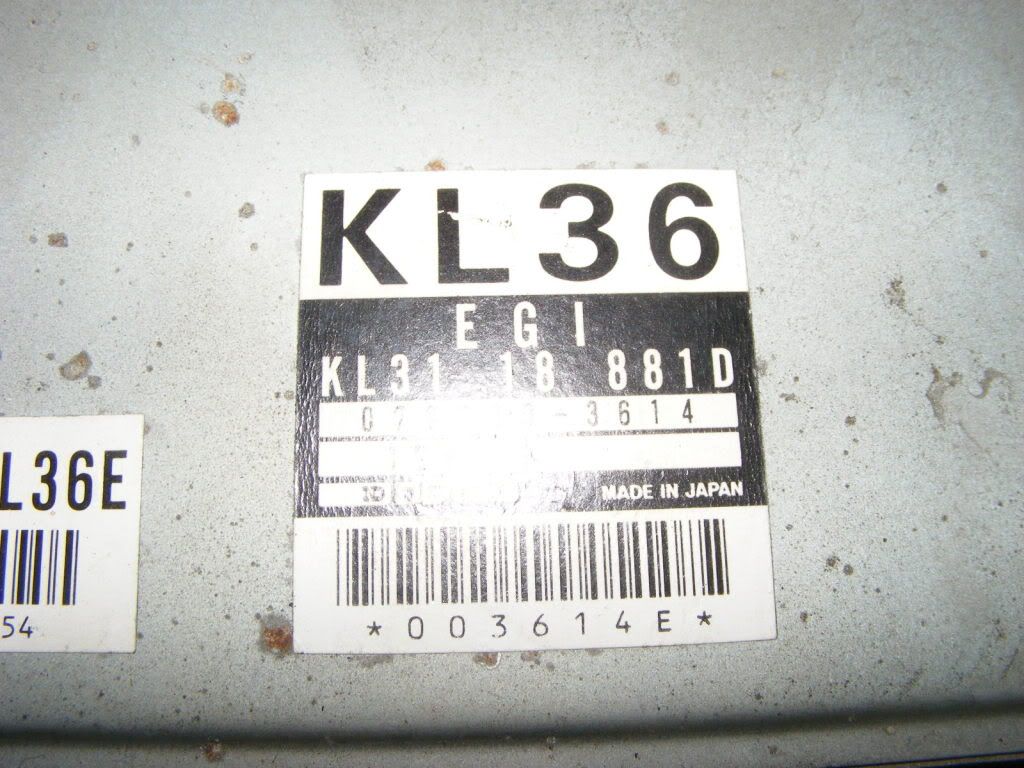 KL36
EGI
KL31 18 881D
3614
MADE IN JAPAN
*003614E*
L36E
54